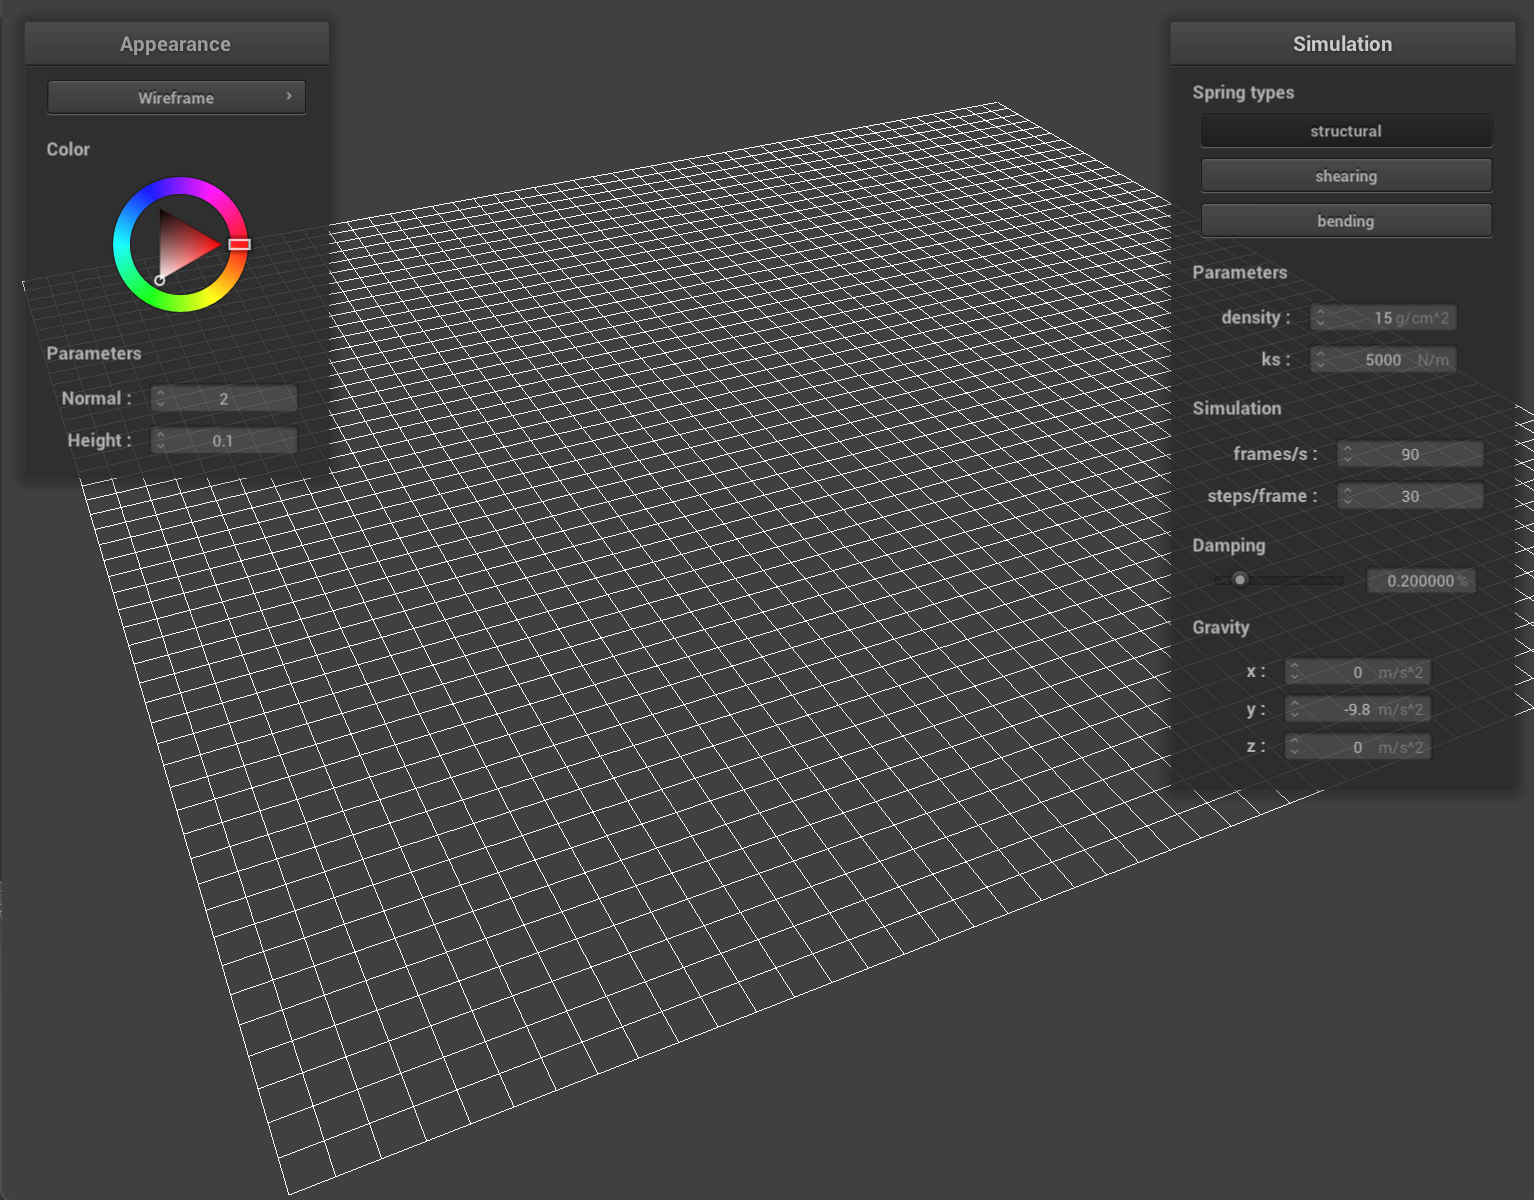 Appearance
Wireframe ›
Color
Parameters
Normal : 2
Height : 0.1
Simulation
Spring types
structural
shearing
bending
Parameters
density : 15 g/cm^2
ks : 5000 N/m
Simulation
frames/s : 90
steps/frame : 30
Damping
0.200000 %
Gravity
x : 0 m/s^2
y : -9.8 m/s^2
z : 0 m/s^2